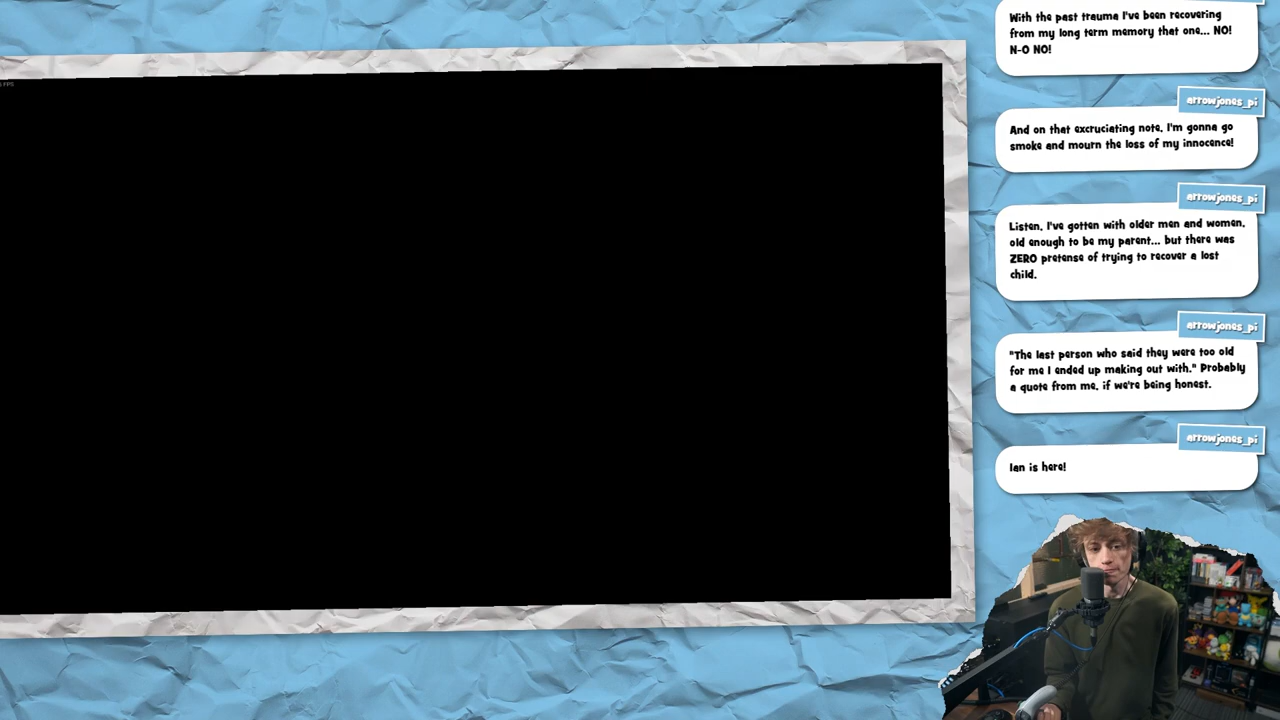 FPS
With the past trauma I've been recovering
from my long term memory that one... NO!
N-O NO!
arrowjones_pi
And on that excruciating note, I'm gonna go
smoke and mourn the loss of my innocence!
arrowjones_pi
Listen, I've gotten with older men and women,
old enough to be my parent... but there was
ZERO pretense of trying to recover a lost
child.
arrowjones_pi
"The last person who said they were too old
for me I ended up making out with." Probably
a quote from me, if we're being honest.
arrowjones_pi
Ian is here!